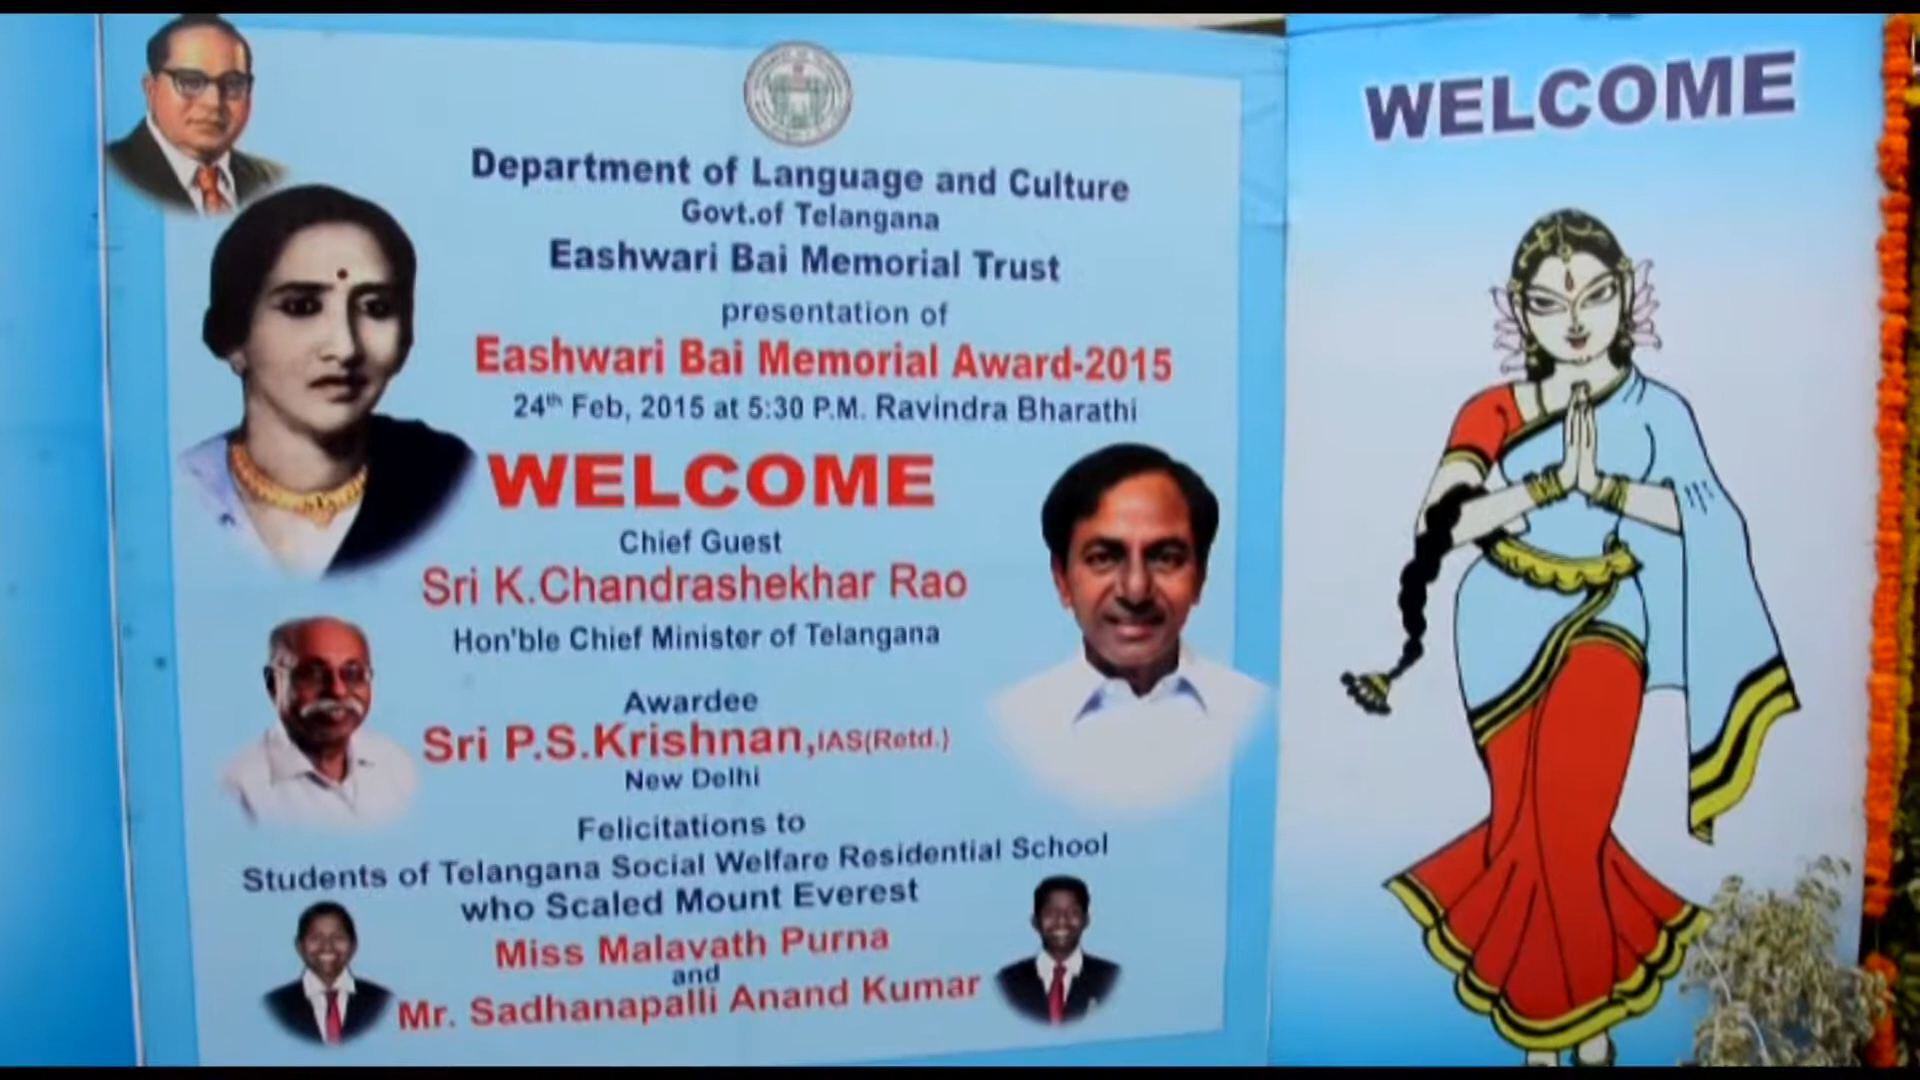 Department of Language and Culture
Govt.of Telangana
Eashwari Bai Memorial Trust
presentation of
Eashwari Bai Memorial Award-2015
24th Feb, 2015 at 5:30 P.M. Ravindra Bharathi
WELCOME
Chief Guest
Sri K.Chandrashekhar Rao
Hon'ble Chief Minister of Telangana
Awardee
Sri P.S.Krishnan,IAS(Retd.)
New Delhi
Felicitations to
Students of Telangana Social Welfare Residential School
who Scaled Mount Everest
Miss Malavath Purna
and
Mr. Sadhanapalli Anand Kumar
WELCOME